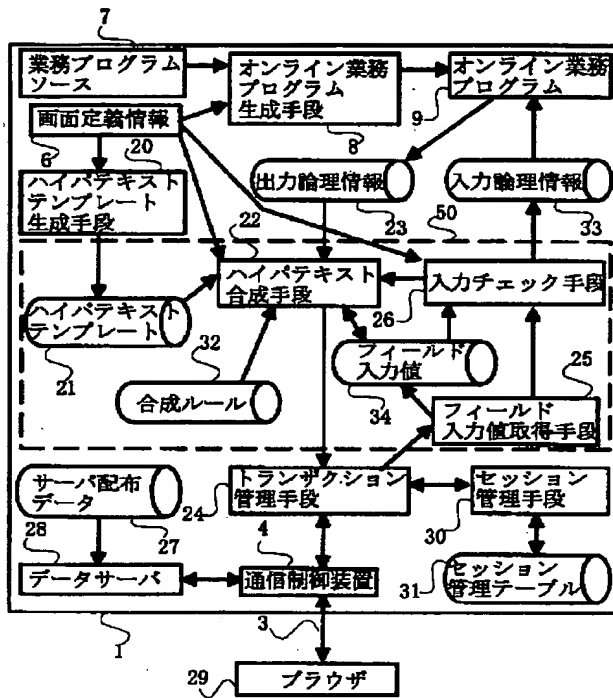 7
業務プログラム
ソース
オンライン業務
プログラム
生成手段
8
オンライン業務
プログラム
9
画面定義情報
6
20
ハイパテキスト
テンプレート
生成手段
出力論理情報
23
入力論理情報
33
22
50
ハイパテキスト
合成手段
入力チェック手段
26
ハイパテキスト
テンプレート
21
32
合成ルール
フィールド
入力値
34
25
フィールド
入力値取得手段
サーバ配布
データ
27
24
トランザクション
管理手段
セッション
管理手段
30
28
データサーバ
4
通信制御装置
31
セッション
管理テーブル
1
3
29
ブラウザ